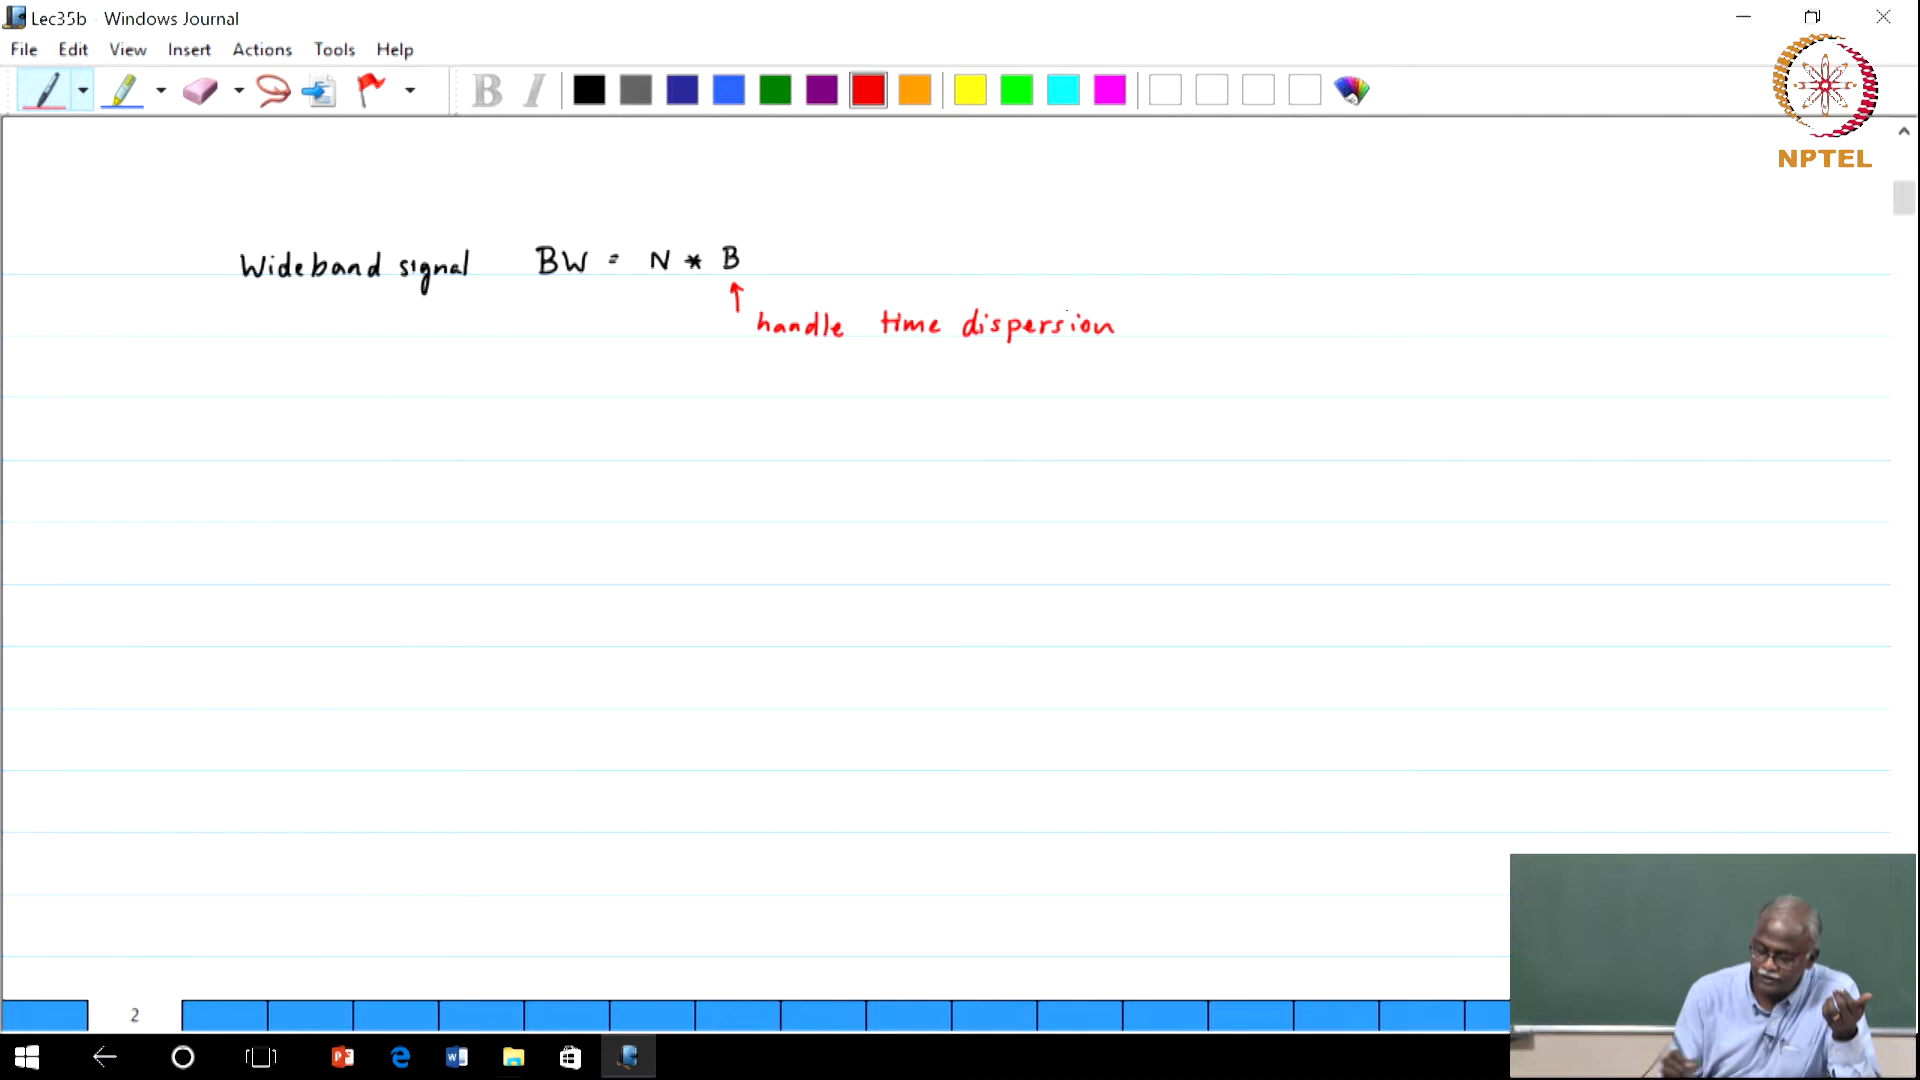 Lec35b - Windows Journal
File Edit View Insert Actions Tools Help
B I
NPTEL
Wideband signal BW = N * B
handle time dispersion
2